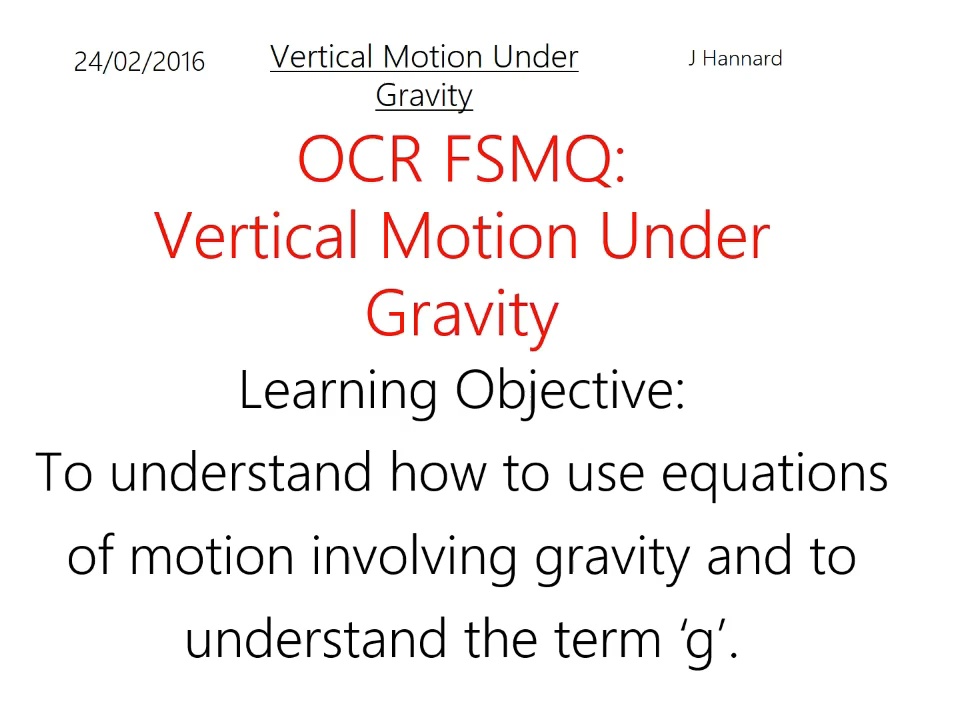 24/02/2016
Vertical Motion Under
Gravity
J Hannard
OCR FSMQ:
Vertical Motion Under
Gravity
Learning Objective:
To understand how to use equations
of motion involving gravity and to
understand the term ‘g’.